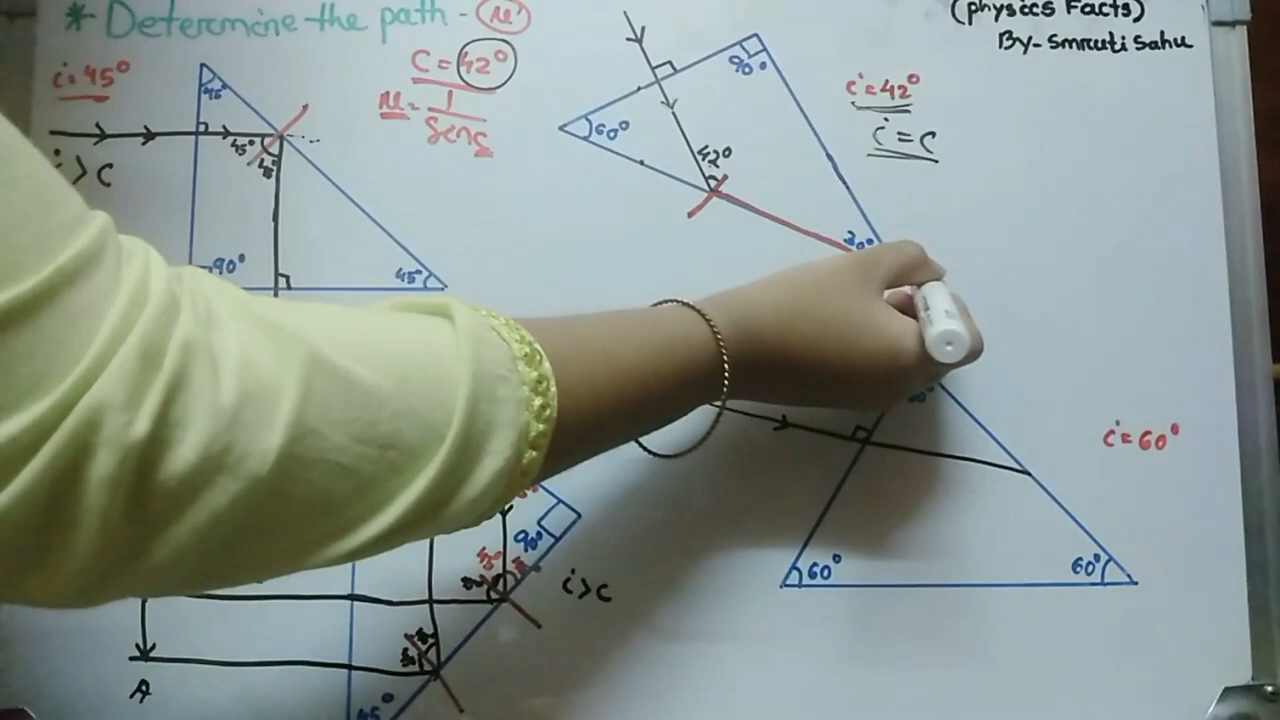 * Determine the path - (μ')
(physics Facts)
By- Smruti Sahu
i = 45°
C = 42°
μ = 1 / sin c
45°
45°
45°
i > C
90°
45°
90°
60°
42°
30°
i = 42°
i = c
i = 60°
60°
60°
90°
i > c
A
45°